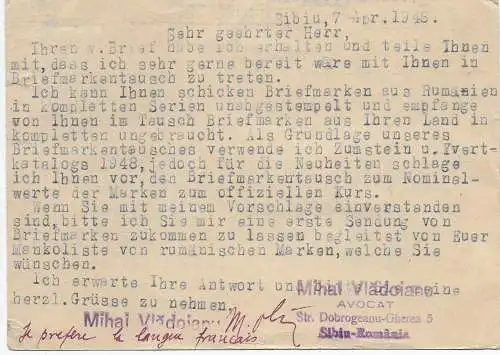 Sibiu, 7 Apr. 1948.
Sehr geehrter Herr,
Ihren w. Brief habe ich erhalten und teile Ihnen
mit, dass ich sehr gerne bereit wäre mit Ihnen in
Briefmarkentausch zu treten.
Ich kann Ihnen schicken Briefmarken aus Rumänien
in kompletten Serien unabgestempelt und empfange
von Ihnen im Tausch Briefmarken aus Ihren Land in
kompletten ungebraucht. Als Grundlage unseres
Briefmarkentausches verwende ich Zumstein u. Yvert-
katalogs 1948, jedoch für die Neuheiten schlage
ich Ihnen vor, den Briefmarkentausch zum Nominal-
werte der Marken zum offiziellen Kurs.
Wenn Sie mit meinem Vorschlage einverstanden
sind, bitte ich Sie mir eine erste Sendung von
Briefmarken zukommen zu lassen begleitet von Euer
Mankoliste von rumänischen Marken, welche Sie
wünschen.
Ich erwarte Ihre Antwort und bitte Sie meine
herzl. Grüsse zu nehmen.
Mihai Vlădoianu
AVOCAT
Str. Dobrogeanu-Gherea 5
Sibiu-România
Mihai Vlădoianu
Je préfère la langue français